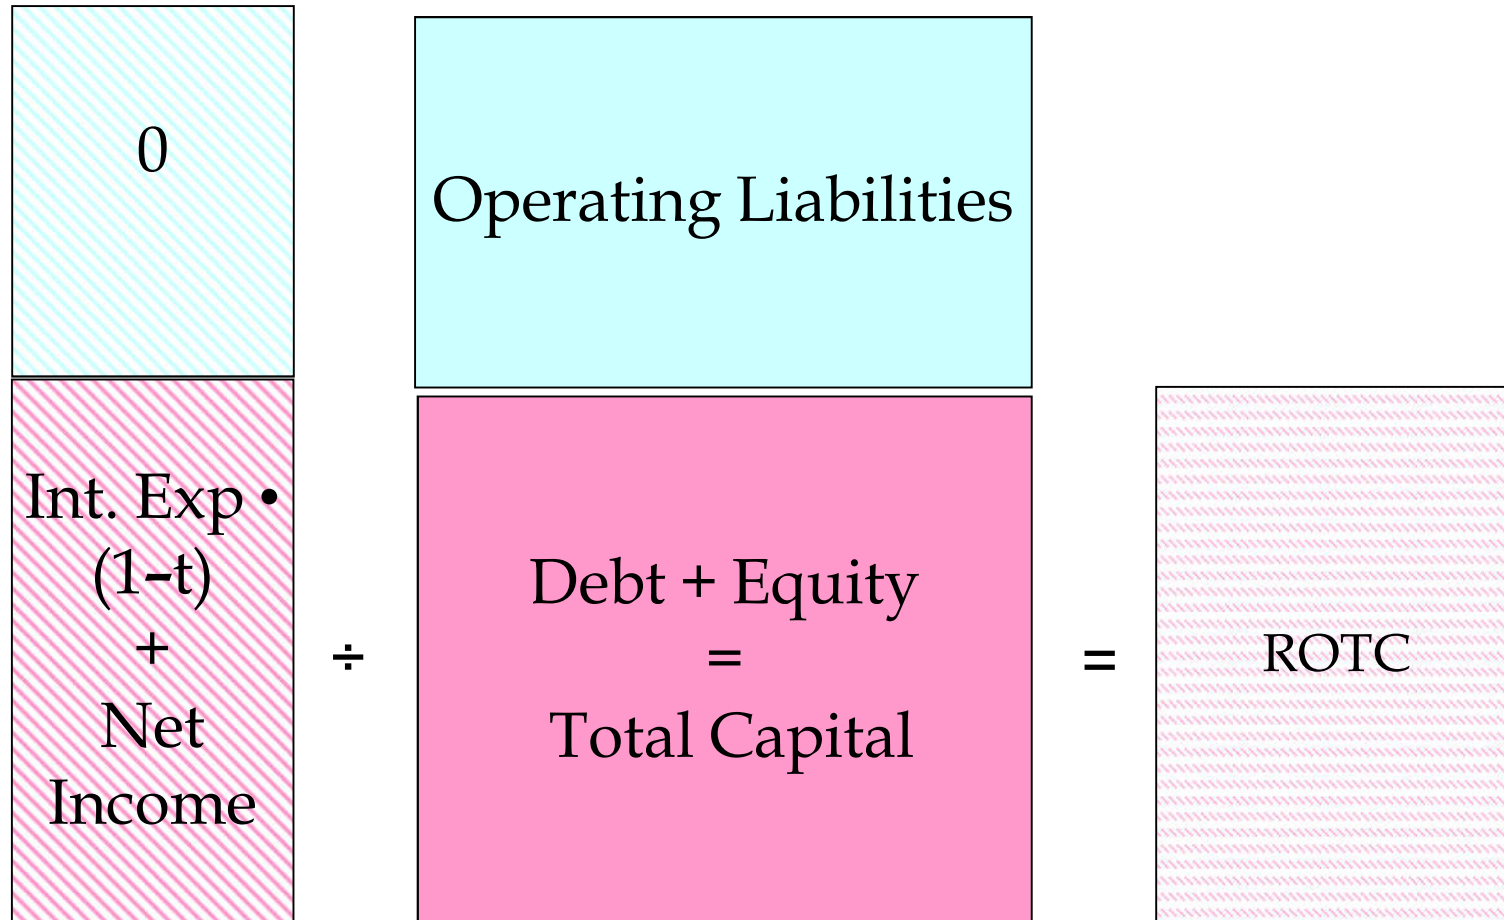 0
Operating Liabilities
Int. Exp •
(1-t)
+
Net
Income
÷
Debt + Equity
=
Total Capital
=
ROTC